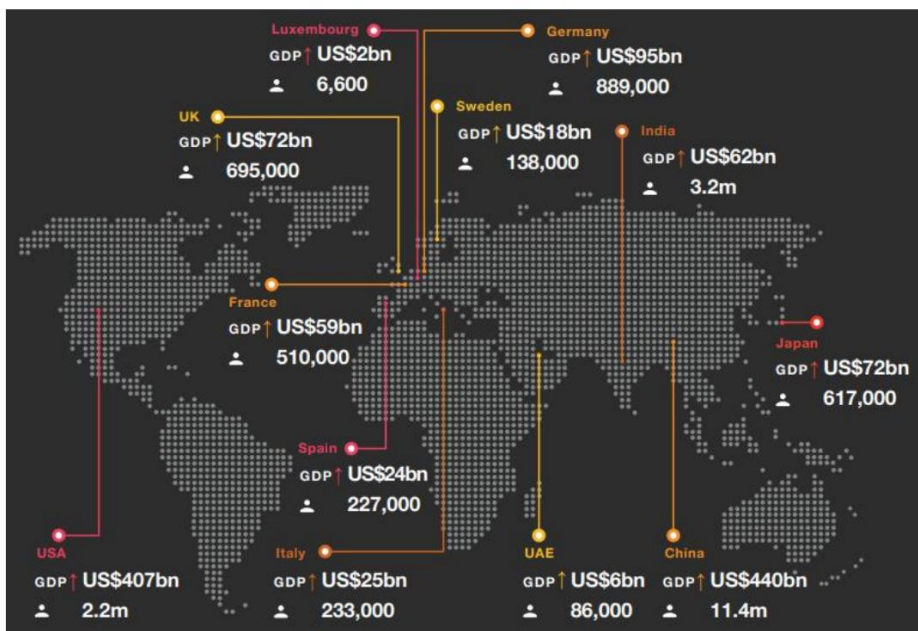 Luxembourg
GDP↑ US$2bn
6,600
Germany
GDP↑ US$95bn
889,000
UK
GDP↑ US$72bn
695,000
Sweden
GDP↑ US$18bn
138,000
India
GDP↑ US$62bn
3.2m
France
GDP↑ US$59bn
510,000
Japan
GDP↑ US$72bn
617,000
Spain
GDP↑ US$24bn
227,000
USA
GDP↑ US$407bn
2.2m
Italy
GDP↑ US$25bn
233,000
UAE
GDP↑ US$6bn
86,000
China
GDP↑ US$440bn
11.4m